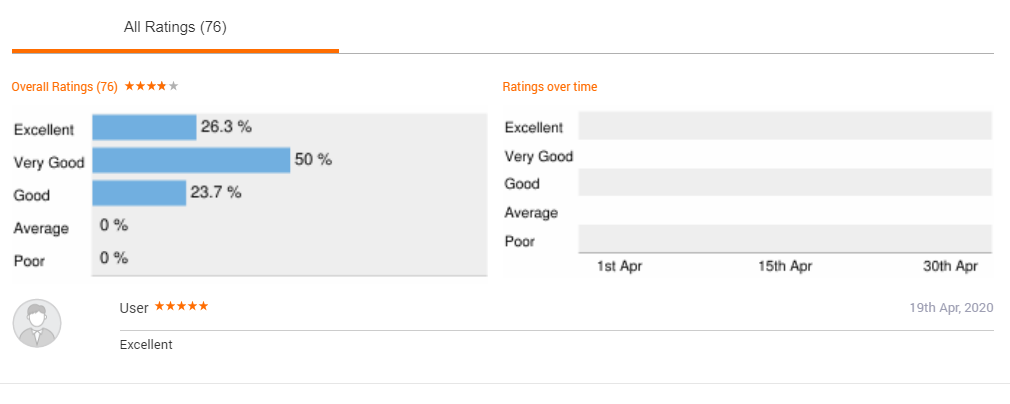 All Ratings (76)
Overall Ratings (76)
Excellent 26.3 %
Very Good 50 %
Good 23.7 %
Average 0 %
Poor 0 %
Ratings over time
Excellent
Very Good
Good
Average
Poor
1st Apr 15th Apr 30th Apr
User 19th Apr, 2020
Excellent